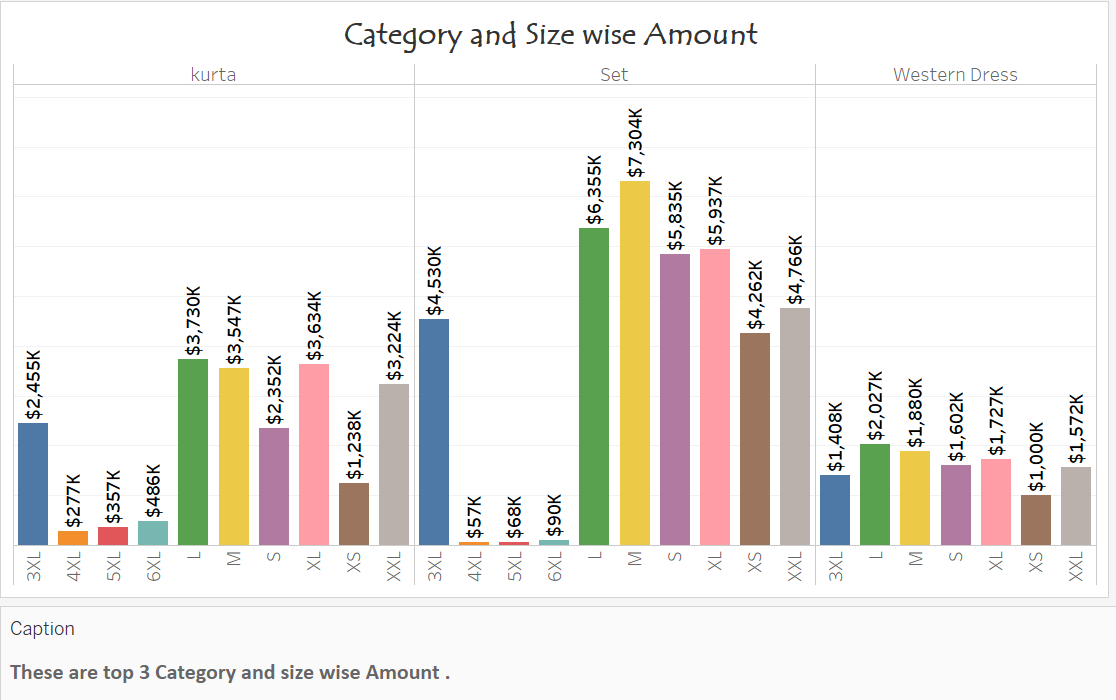 Category and Size wise Amount
kurta
Set
Western Dress
$2,455K
$277K
$357K
$486K
$3,730K
$3,547K
$2,352K
$3,634K
$1,238K
$3,224K
$4,530K
$57K
$68K
$90K
$6,355K
$7,304K
$5,835K
$5,937K
$4,262K
$4,766K
$1,408K
$2,027K
$1,880K
$1,602K
$1,727K
$1,000K
$1,572K
3XL
4XL
5XL
6XL
L
M
S
XL
XS
XXL
3XL
4XL
5XL
6XL
L
M
S
XL
XS
XXL
3XL
L
M
S
XL
XS
XXL
Caption
These are top 3 Category and size wise Amount .